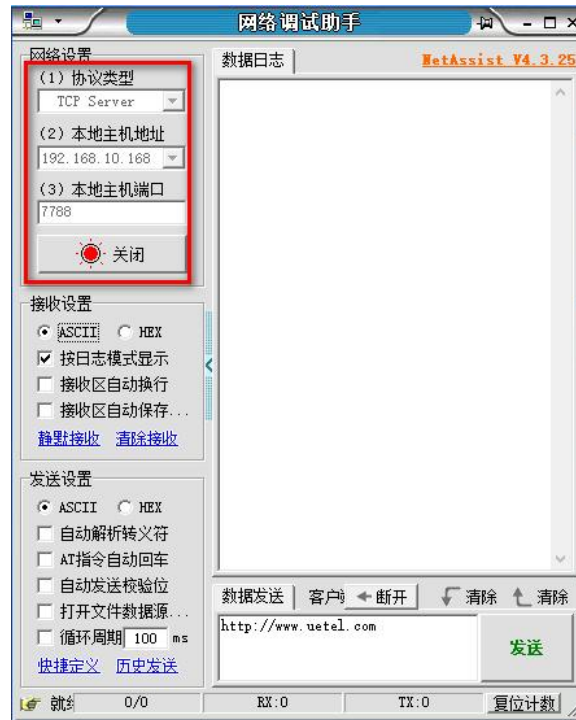 网络调试助手
网络设置
(1) 协议类型
TCP Server
(2) 本地主机地址
192.168.10.168
(3) 本地主机端口
7788
关闭
接收设置
ASCII HEX
按日志模式显示
接收区自动换行
接收区自动保存...
静默接收 清除接收
发送设置
ASCII HEX
自动解析转义符
AT指令自动回车
自动发送校验位
打开文件数据源...
循环周期 100 ms
快捷定义 历史发送
数据日志 NetAssist V4.3.25
数据发送 客户 断开 清除 清除
http://www.uetel.com
发送
就 0/0 RX:0 TX:0 复位计数